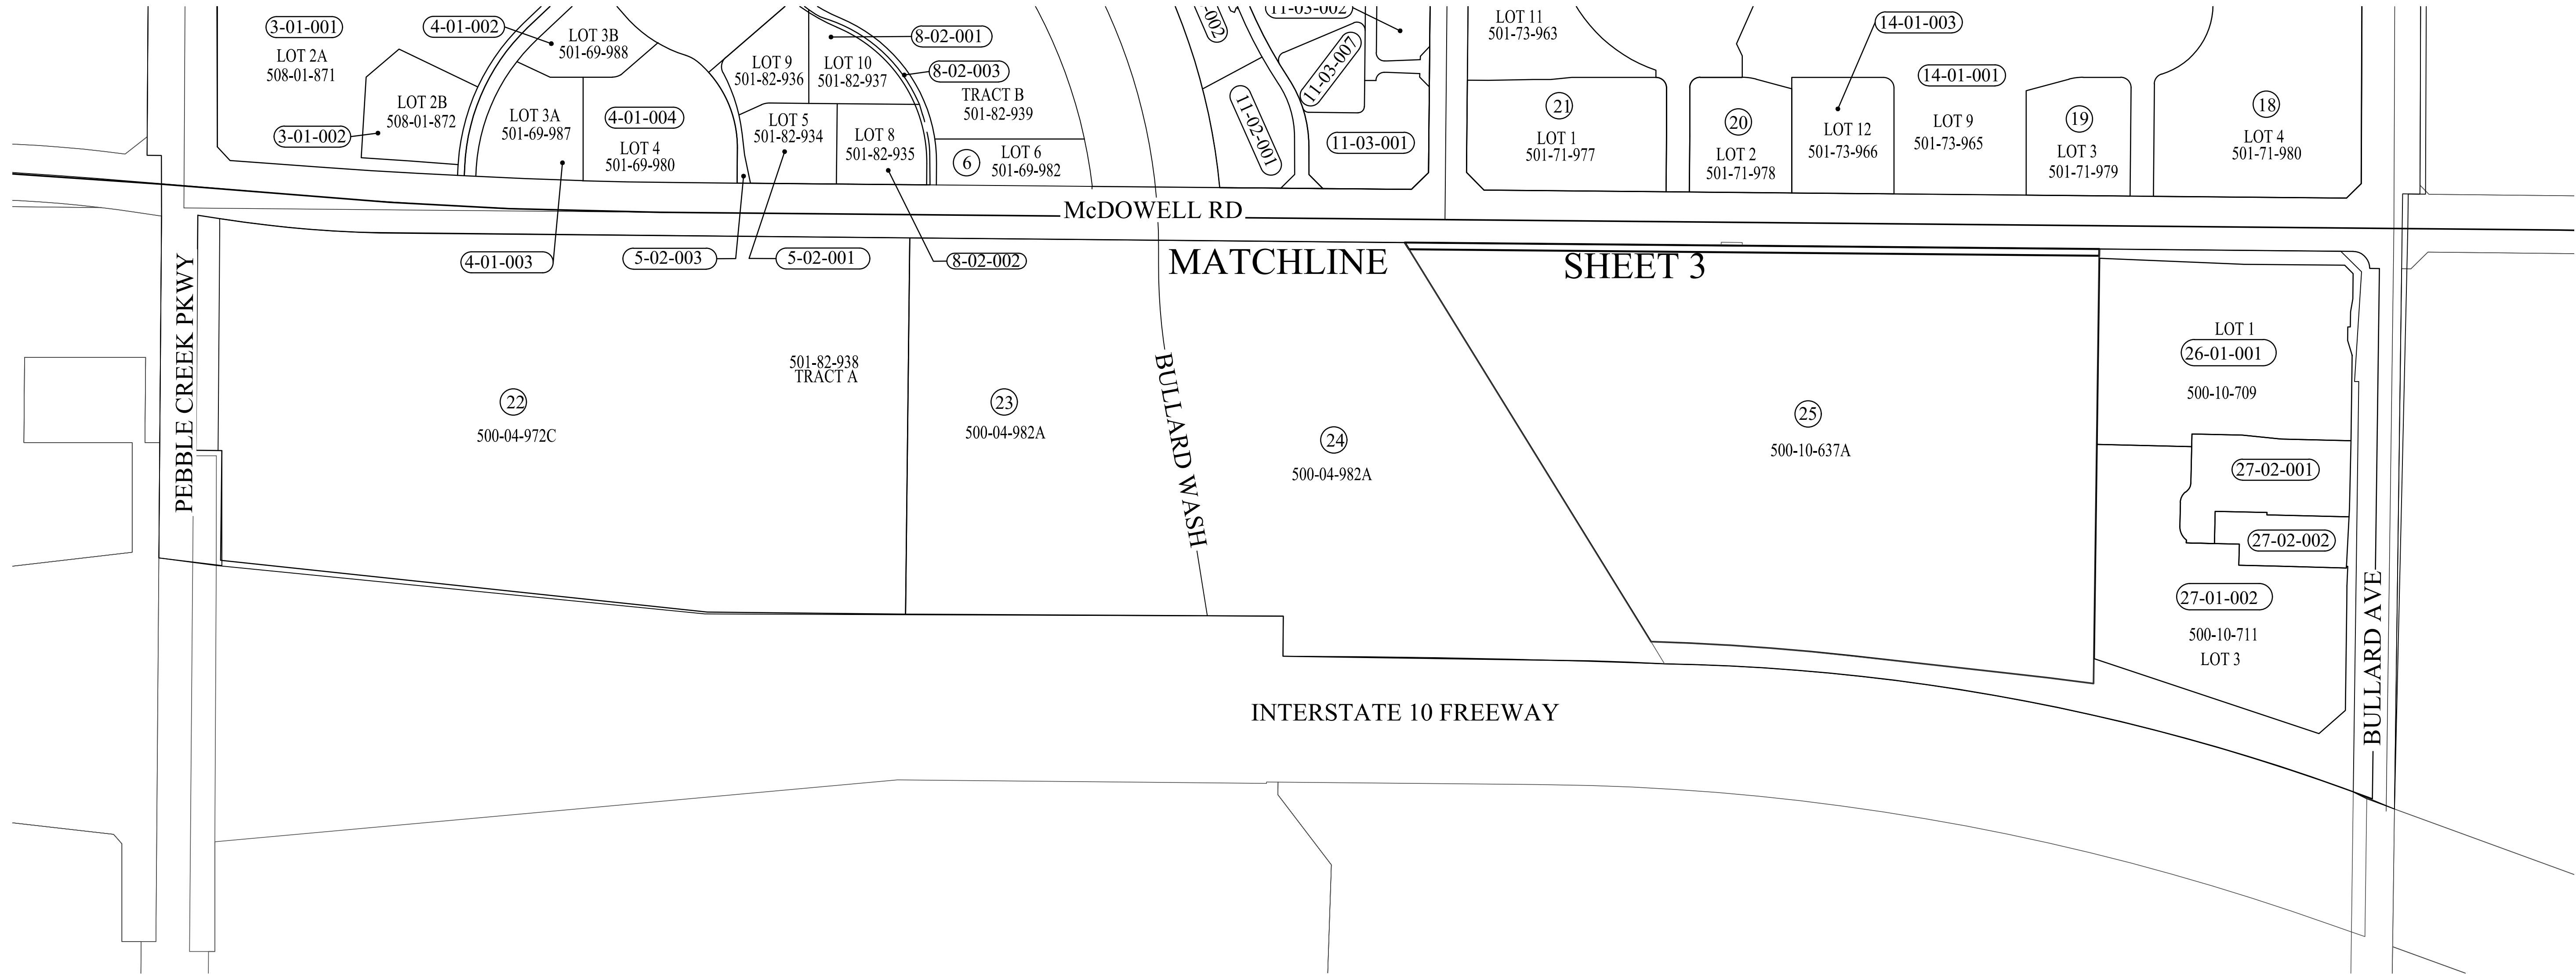 3-01-001
LOT 2A
508-01-871
LOT 2B
508-01-872
3-01-002
4-01-002
LOT 3B
501-69-988
LOT 3A
501-69-987
4-01-004
LOT 4
501-69-980
LOT 9
501-82-936
LOT 10
501-82-937
8-02-001
8-02-003
TRACT B
501-82-939
LOT 5
501-82-934
LOT 8
501-82-935
6
LOT 6
501-69-982
-002
11-02-001
11-03-002
11-03-007
11-03-001
LOT 11
501-73-963
21
LOT 1
501-71-977
20
LOT 2
501-71-978
14-01-003
LOT 12
501-73-966
14-01-001
LOT 9
501-73-965
19
LOT 3
501-71-979
18
LOT 4
501-71-980
McDOWELL RD
4-01-003
5-02-003
5-02-001
8-02-002
MATCHLINE
SHEET 3
PEBBLE CREEK PKWY
501-82-938
TRACT A
22
500-04-972C
23
500-04-982A
BULLARD WASH
24
500-04-982A
25
500-10-637A
LOT 1
26-01-001
500-10-709
27-02-001
27-02-002
27-01-002
500-10-711
LOT 3
BULLARD AVE
INTERSTATE 10 FREEWAY